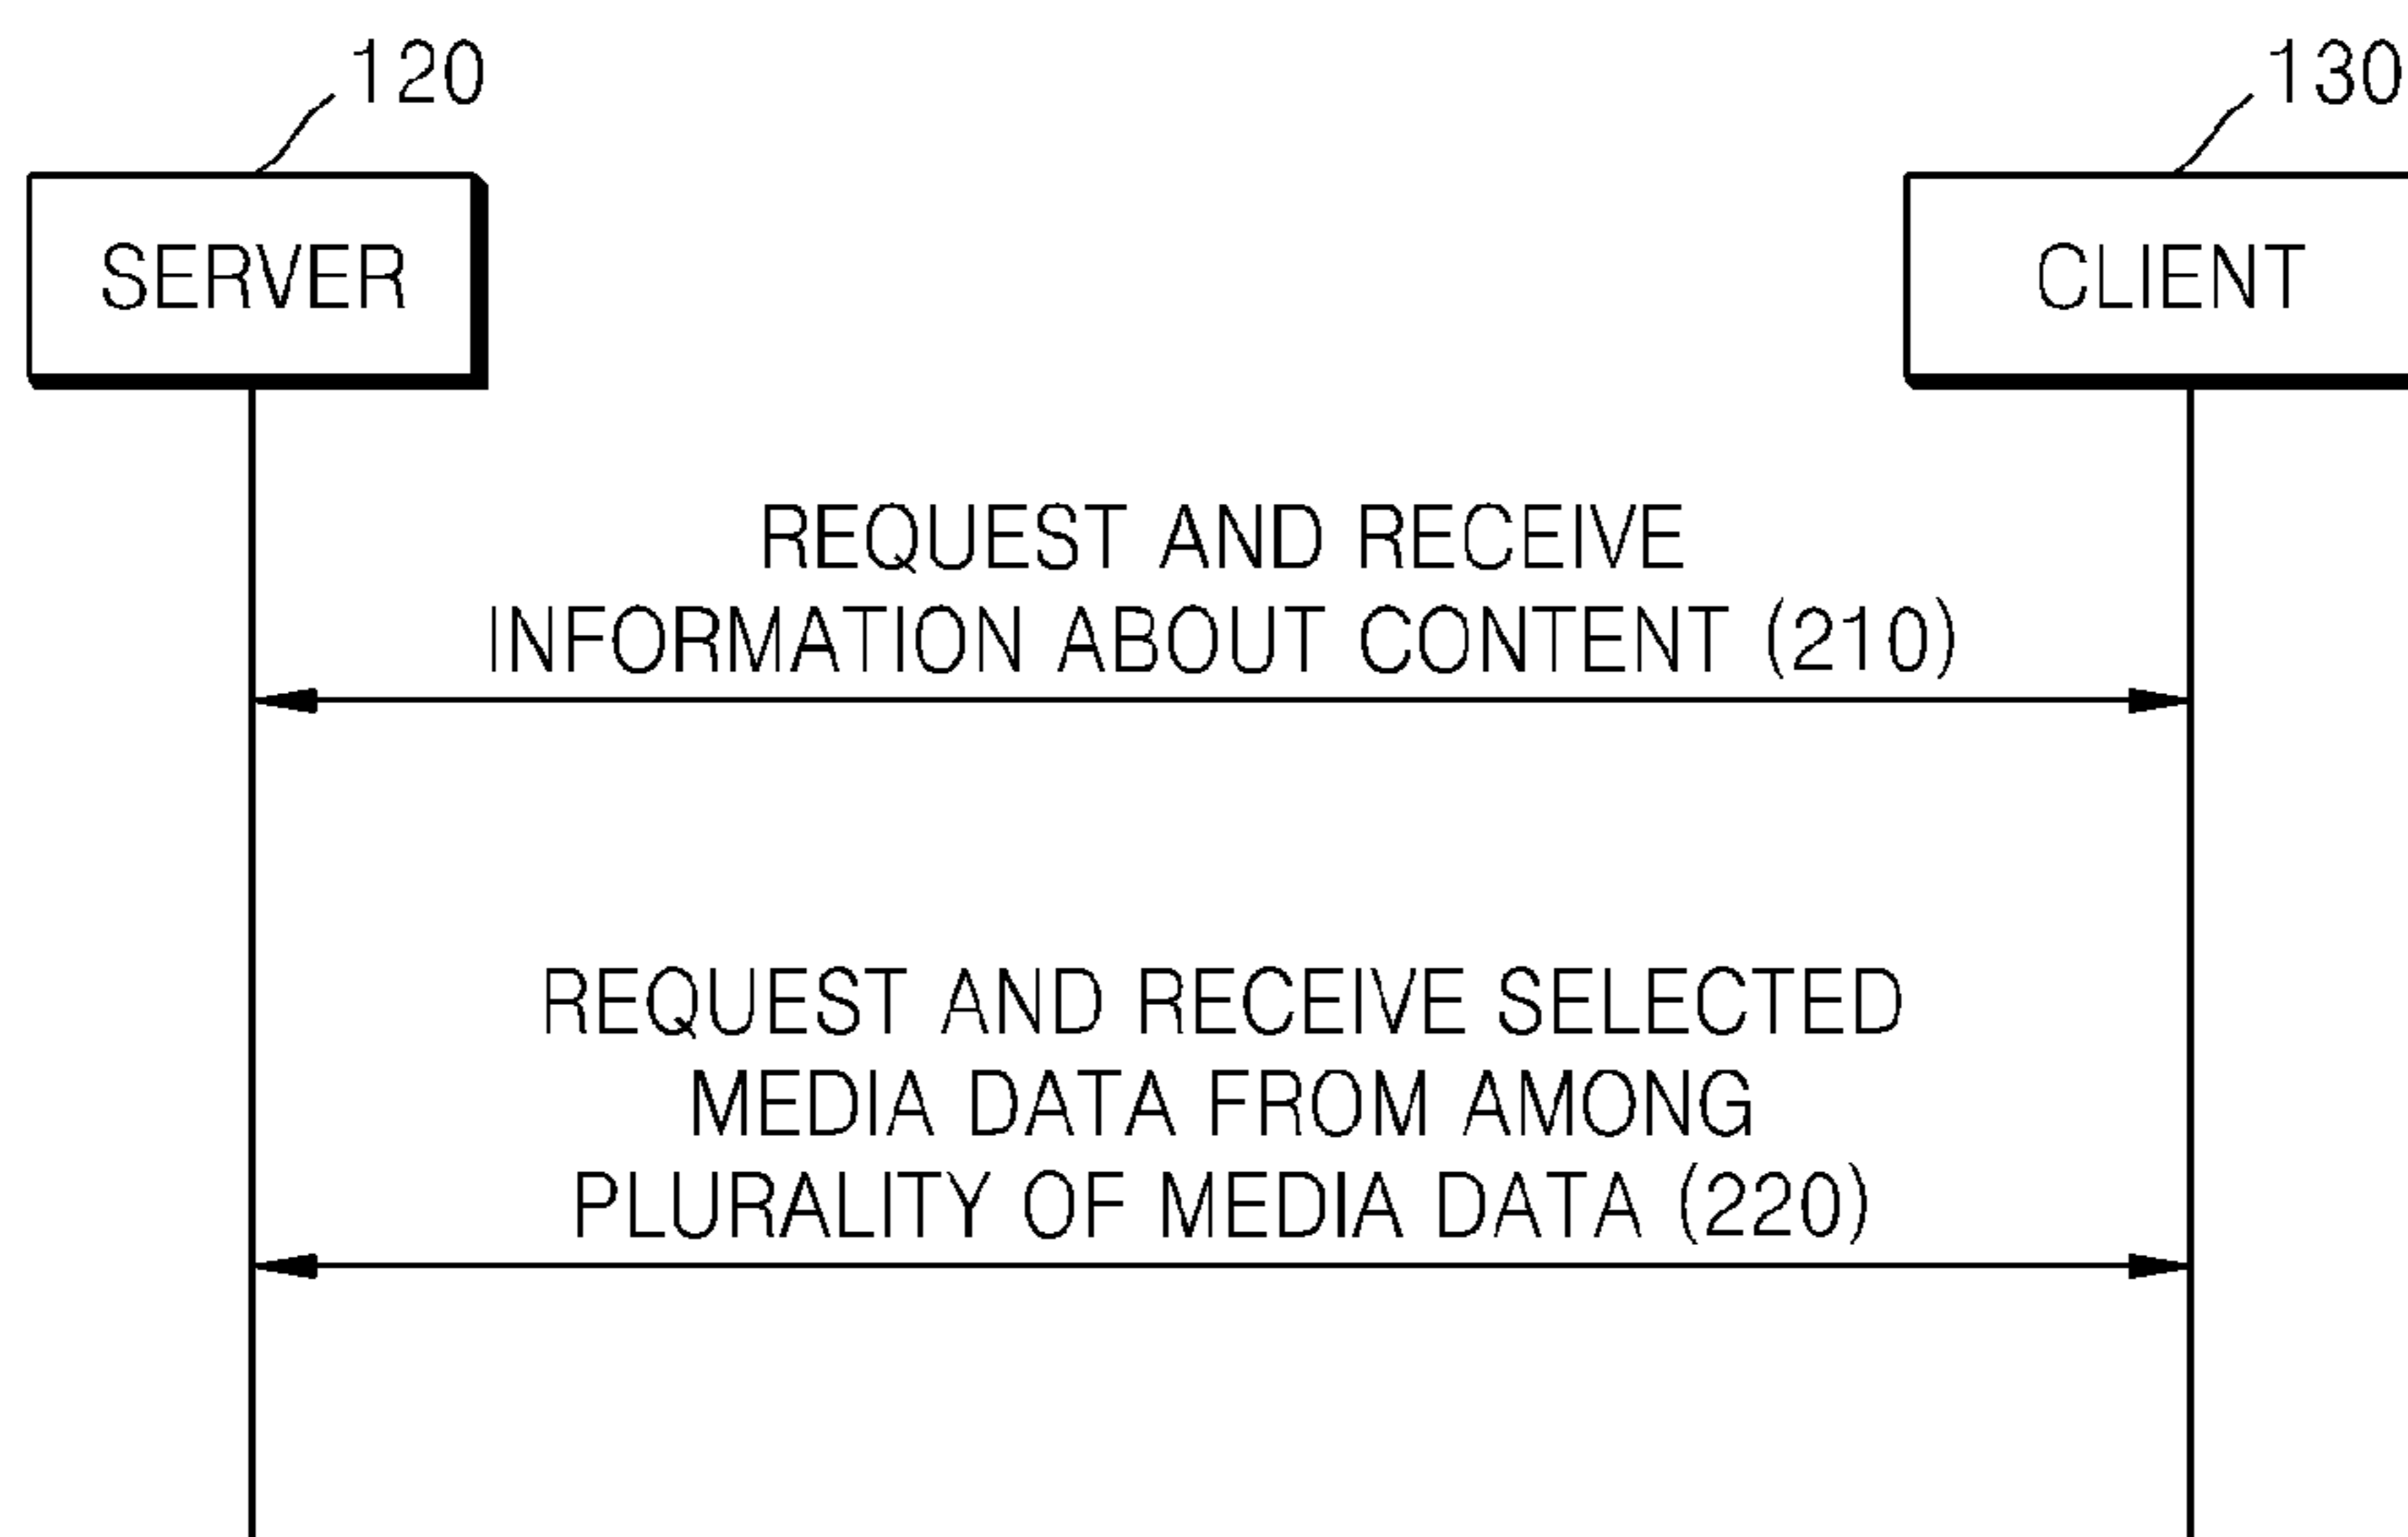 120
130
SERVER
CLIENT
REQUEST AND RECEIVE
INFORMATION ABOUT CONTENT (210)
REQUEST AND RECEIVE SELECTED
MEDIA DATA FROM AMONG
PLURALITY OF MEDIA DATA (220)